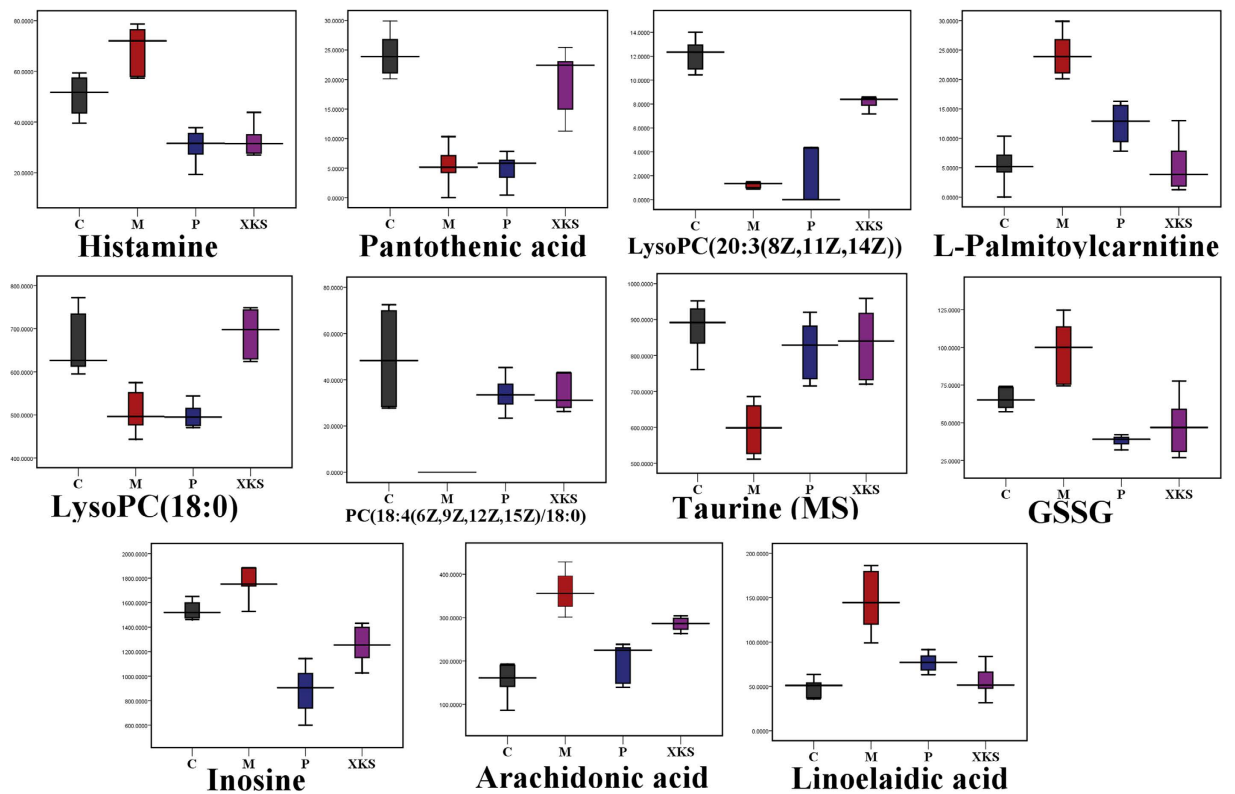 80.0000
60.0000
40.0000
20.0000
C M P XKS
Histamine
30.0000
25.0000
20.0000
15.0000
10.0000
5.0000
0.0000
C M P XKS
Pantothenic acid
14.0000
12.0000
10.0000
8.0000
6.0000
4.0000
2.0000
0.0000
C M P XKS
LysoPC(20:3(8Z,11Z,14Z))
30.0000
25.0000
20.0000
15.0000
10.0000
5.0000
0.0000
C M P XKS
L-Palmitoylcarnitine
800.0000
700.0000
600.0000
500.0000
400.0000
C M P XKS
LysoPC(18:0)
80.0000
60.0000
40.0000
20.0000
0.0000
C M P XKS
PC(18:4(6Z,9Z,12Z,15Z)/18:0)
1000.0000
900.0000
800.0000
700.0000
600.0000
500.0000
C M P XKS
Taurine (MS)
125.0000
100.0000
75.0000
50.0000
25.0000
C M P XKS
GSSG
2000.0000
1800.0000
1600.0000
1400.0000
1200.0000
1000.0000
800.0000
600.0000
C M P XKS
Inosine
400.0000
300.0000
200.0000
100.0000
C M P XKS
Arachidonic acid
200.0000
150.0000
100.0000
50.0000
0.0000
C M P XKS
Linoelaidic acid